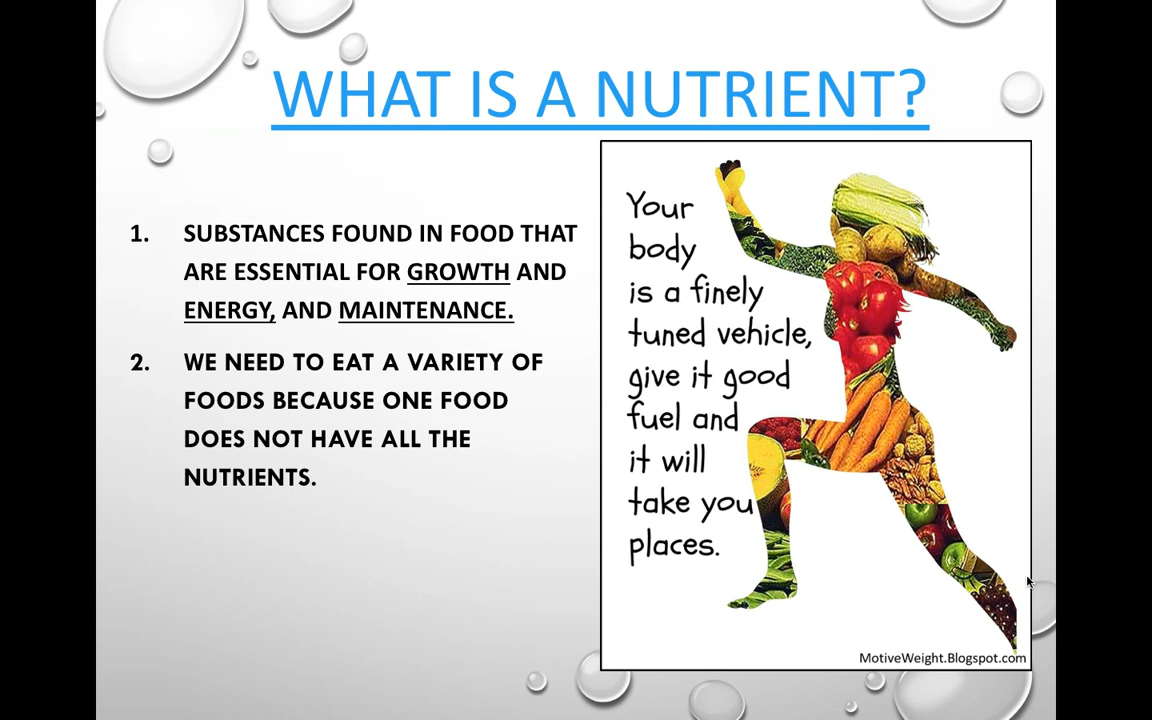 WHAT IS A NUTRIENT?
1. SUBSTANCES FOUND IN FOOD THAT
ARE ESSENTIAL FOR GROWTH AND
ENERGY, AND MAINTENANCE.
2. WE NEED TO EAT A VARIETY OF
FOODS BECAUSE ONE FOOD
DOES NOT HAVE ALL THE
NUTRIENTS.
Your
body
is a finely
tuned vehicle,
give it good
fuel and
it will
take you
places.
MotiveWeight.Blogspot.com